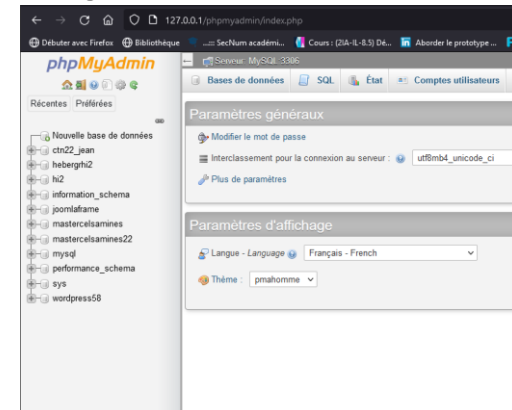 127.0.0.1/phpmyadmin/index.php
Débuter avec Firefox
Bibliothèque
...:: SecNum académi...
Cours : (2IA-IL-8.5) Dé...
Aborder le prototype ...
phpMyAdmin
Récentes
Préférées
Nouvelle base de données
ctn22_jean
hebergrhi2
hi2
information_schema
joomlaframe
mastercelsamines
mastercelsamines22
mysql
performance_schema
sys
wordpress58
Serveur: MySQL:3306
Bases de données
SQL
État
Comptes utilisateurs
Paramètres généraux
Modifier le mot de passe
Interclassement pour la connexion au serveur :
utf8mb4_unicode_ci
Plus de paramètres
Paramètres d'affichage
Langue - Language
Français - French
Thème :
pmahomme